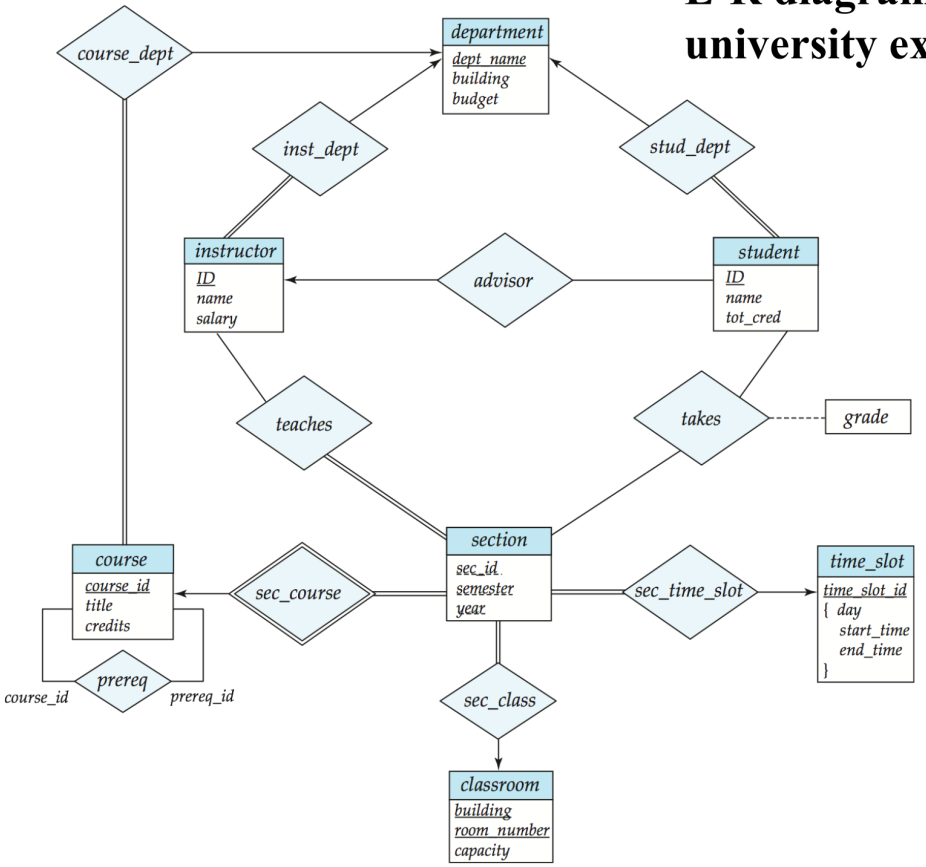 E-R diagram
university ex
department
dept_name
building
budget
course_dept
inst_dept
stud_dept
instructor
ID
name
salary
advisor
student
ID
name
tot_cred
teaches
takes
grade
course
course_id
title
credits
sec_course
section
sec_id
semester
year
sec_time_slot
time_slot
time_slot_id
{ day
start_time
end_time
}
prereq
course_id
prereq_id
sec_class
classroom
building
room_number
capacity